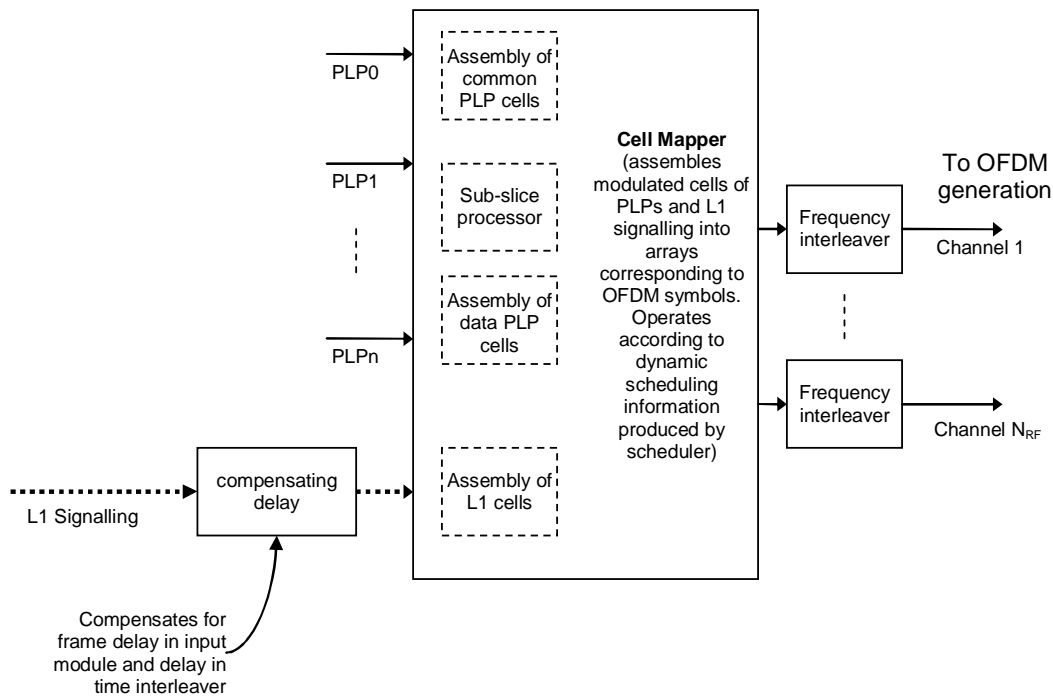 PLP0
Assembly of
common
PLP cells
PLP1
Sub-slice
processor
Assembly of
data PLP
cells
PLPn
Cell Mapper
(assembles
modulated cells of
PLPs and L1
signalling into
arrays
corresponding to
OFDM symbols.
Operates
according to
dynamic
scheduling
information
produced by
scheduler)
To OFDM
generation
Frequency
interleaver
Channel 1
Frequency
interleaver
Channel NRF
L1 Signalling
compensating
delay
Assembly of
L1 cells
Compensates for
frame delay in input
module and delay in
time interleaver